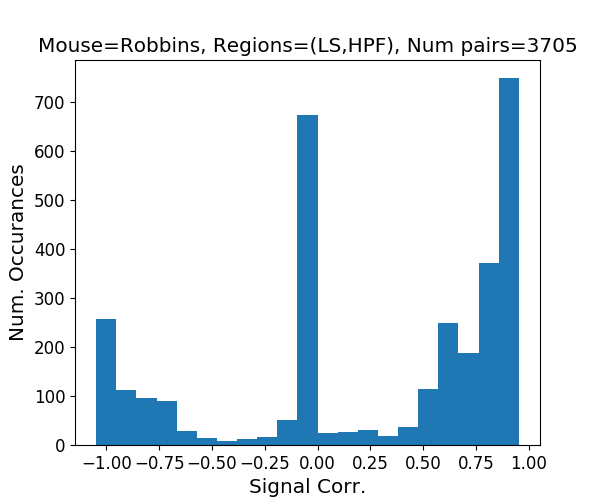 Mouse=Robbins, Regions=(LS,HPF), Num pairs=3705
700
600
500
400
300
200
100
0
Num. Occurances
−1.00 −0.75 −0.50 −0.25 0.00 0.25 0.50 0.75 1.00
Signal Corr.